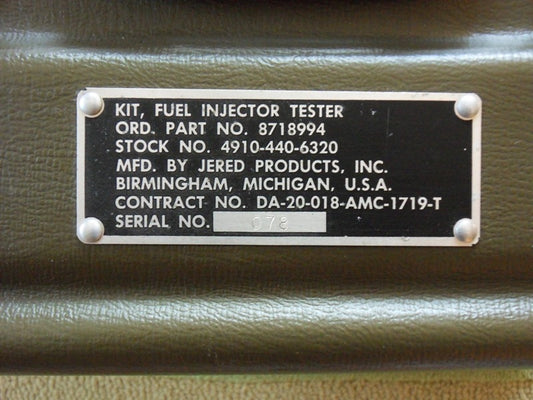 KIT, FUEL INJECTOR TESTER
ORD. PART NO. 8718994
STOCK NO. 4910-440-6320
MFD. BY JERED PRODUCTS, INC.
BIRMINGHAM, MICHIGAN, U.S.A.
CONTRACT NO. DA-20-018-AMC-1719-T
SERIAL NO. 078